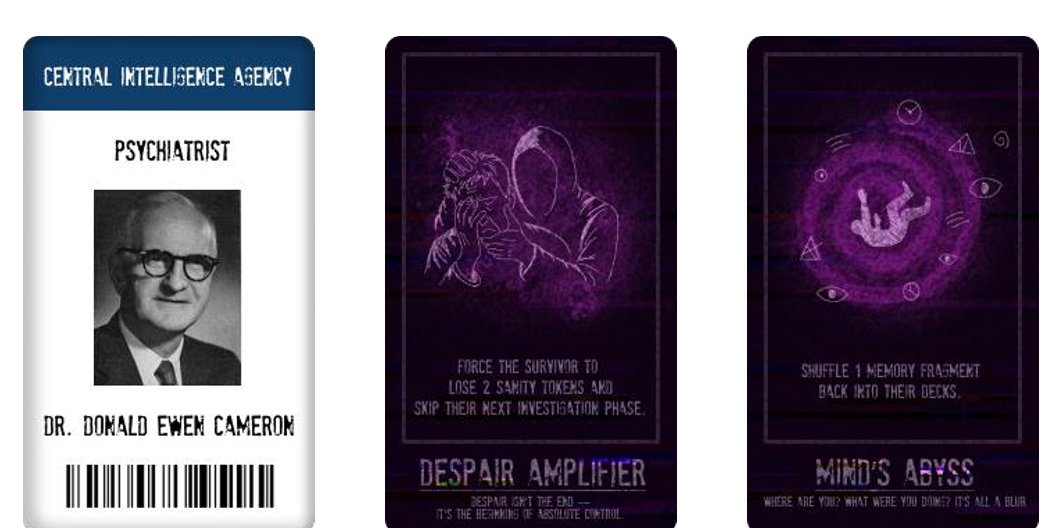 CENTRAL INTELLIGENCE AGENCY
PSYCHIATRIST
DR. DONALD EWEN CAMERON
FORCE THE SURVIVOR TO
LOSE 2 SANITY TOKENS AND
SKIP THEIR NEXT INVESTIGATION PHASE.
DESPAIR AMPLIFIER
DESPAIR ISN'T THE END —
IT'S THE BEGINNING OF ABSOLUTE CONTROL.
SHUFFLE 1 MEMORY FRAGMENT
BACK INTO THEIR DECKS.
MIND'S ABYSS
WHERE ARE YOU? WHAT WERE YOU DOING? IT'S ALL A BLUR